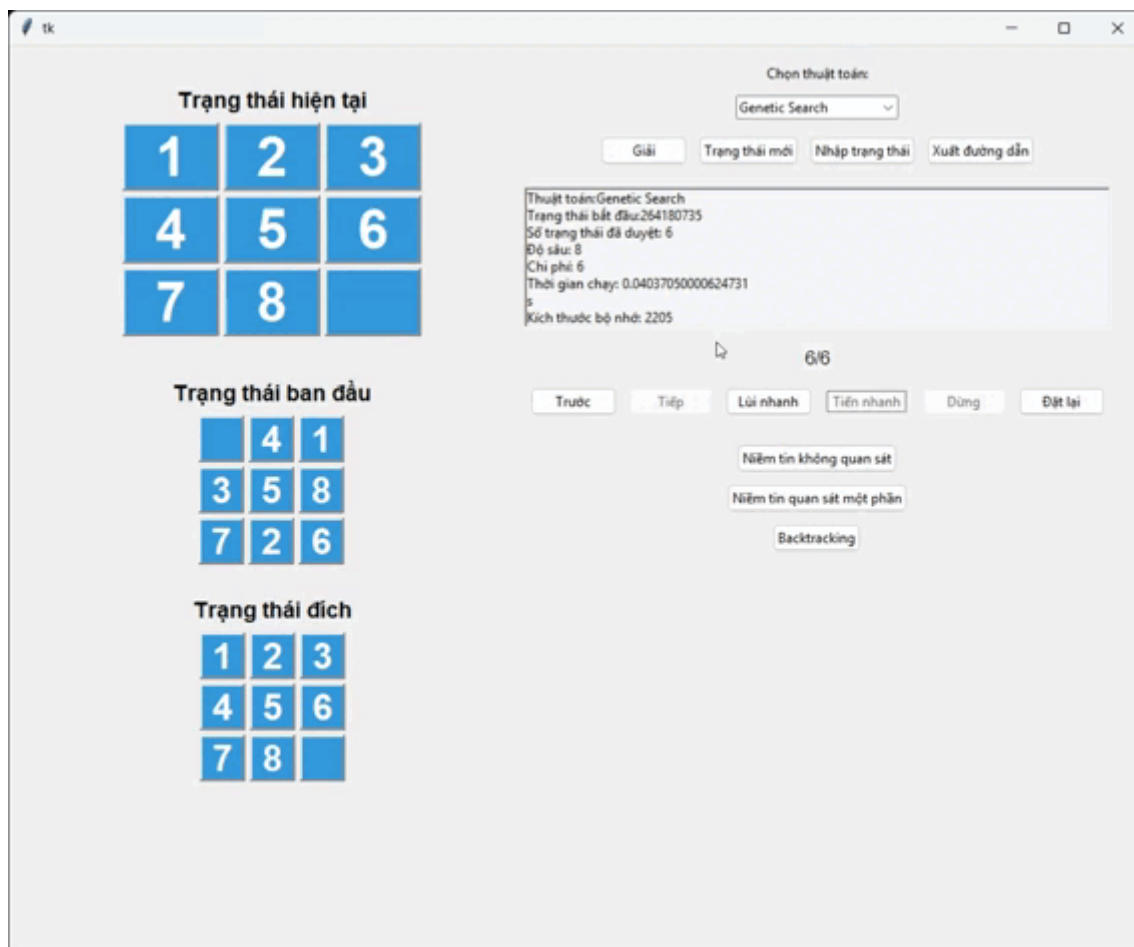 tk
Chọn thuật toán:
Genetic Search
Giải Trạng thái mới Nhập trạng thái Xuất đường dẫn
Trạng thái hiện tại
1 2 3
4 5 6
7 8
Thuật toán:Genetic Search
Trạng thái bắt đầu:264180735
Số trạng thái đã duyệt: 6
Độ sâu: 8
Chi phí: 6
Thời gian chạy: 0.04037050000624731
s
Kích thước bộ nhớ: 2205
6/6
Trước Tiếp Lùi nhanh Tiến nhanh Dừng Đặt lại
Niềm tin không quan sát
Niềm tin quan sát một phần
Backtracking
Trạng thái ban đầu
4 1
3 5 8
7 2 6
Trạng thái đích
1 2 3
4 5 6
7 8